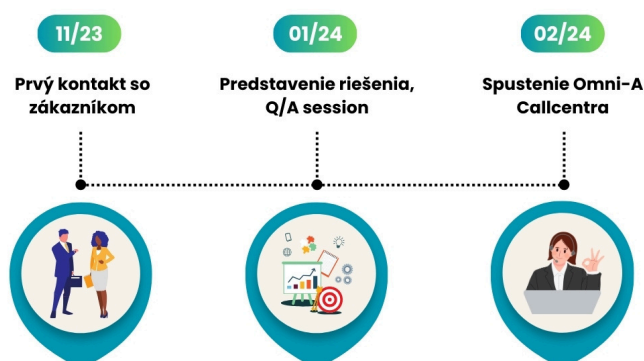 11/23
01/24
02/24
Prvý kontakt so
zákazníkom
Predstavenie riešenia,
Q/A session
Spustenie Omni-A
Callcentra